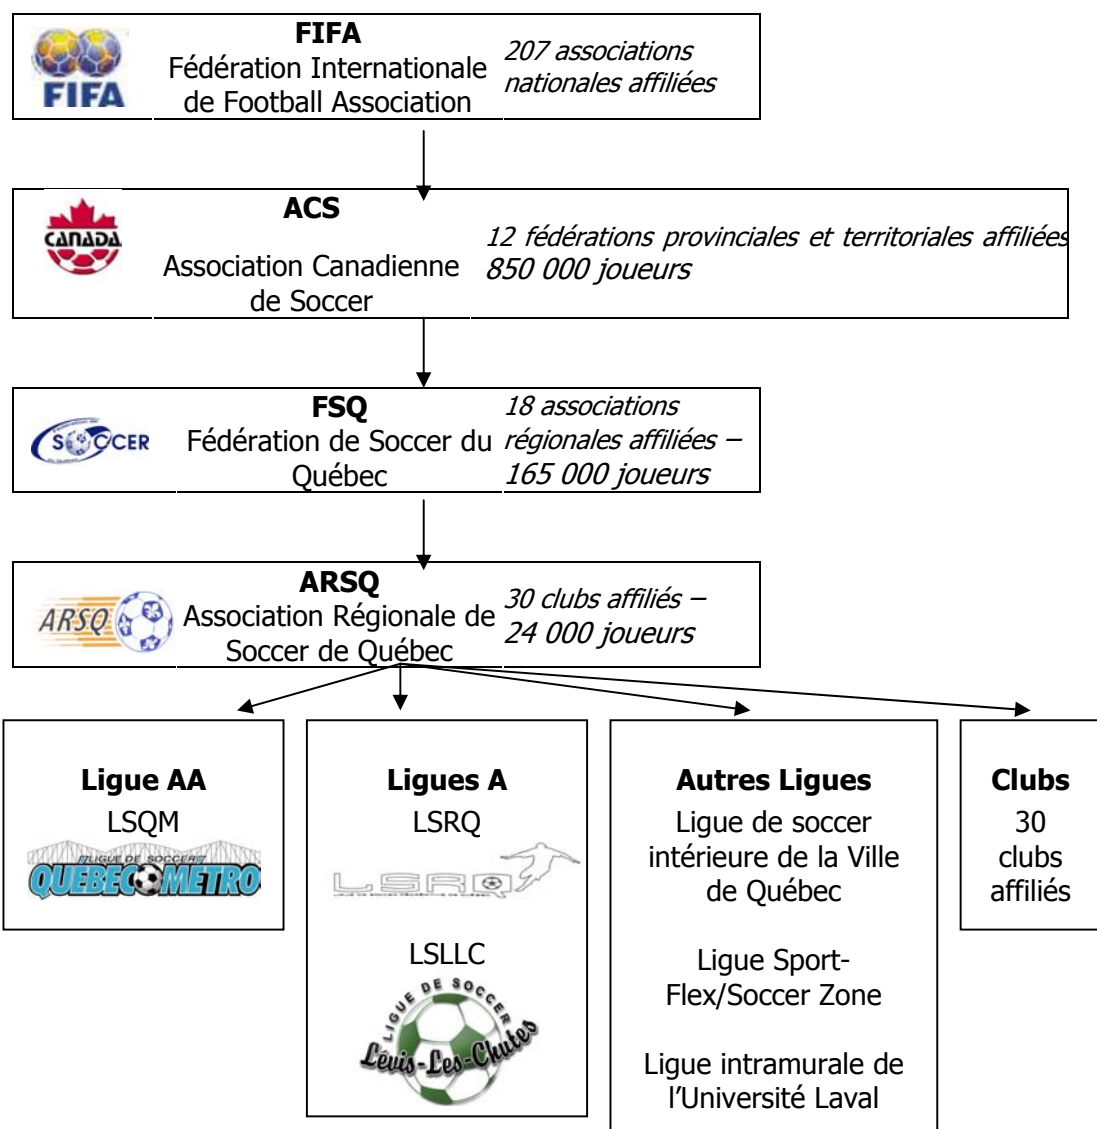 FIFA
Fédération Internationale
de Football Association
207 associations
nationales affiliées
FIFA
ACS
Association Canadienne
de Soccer
12 fédérations provinciales et territoriales affiliées
850 000 joueurs
CANADA
FSQ
Fédération de Soccer du
Québec
18 associations
régionales affiliées –
165 000 joueurs
SOCCER
ARSQ
Association Régionale de
Soccer de Québec
30 clubs affiliés –
24 000 joueurs
ARSQ
Ligue AA
LSQM
LIGUE DE SOCCER
QUÉBEC MÉTRO
Ligues A
LSRQ
LSRQ
LSLLC
LIGUE DE SOCCER
Lévis-Les-Chutes
Autres Ligues
Ligue de soccer
intérieure de la Ville
de Québec
Ligue Sport-
Flex/Soccer Zone
Ligue intramurale de
l’Université Laval
Clubs
30
clubs
affiliés